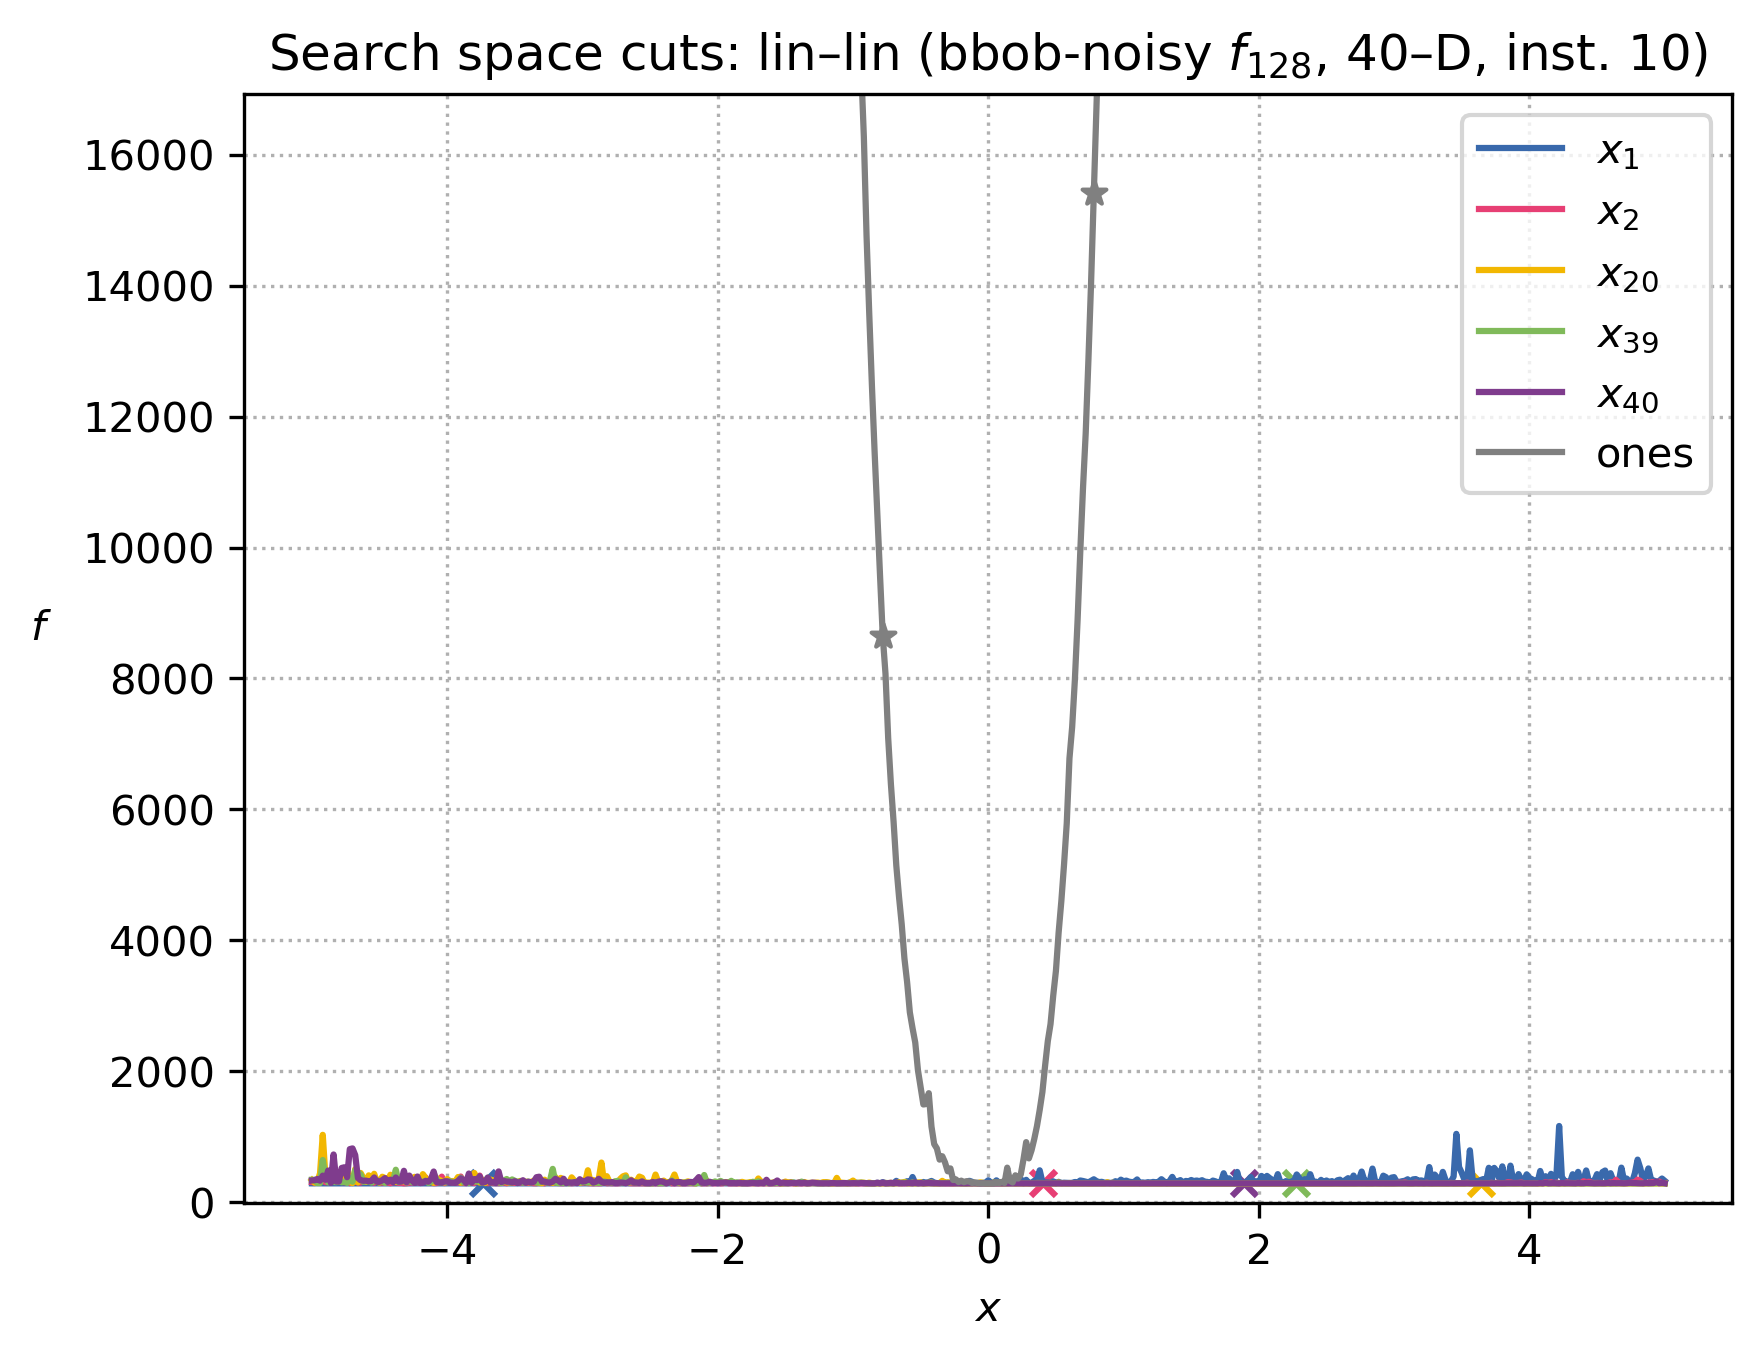 Search space cuts: lin–lin (bbob-noisy f₁₂₈, 40–D, inst. 10)
16000
14000
12000
10000
8000
6000
4000
2000
0
f
−4
−2
0
2
4
x
x₁
x₂
x₂₀
x₃₉
x₄₀
ones